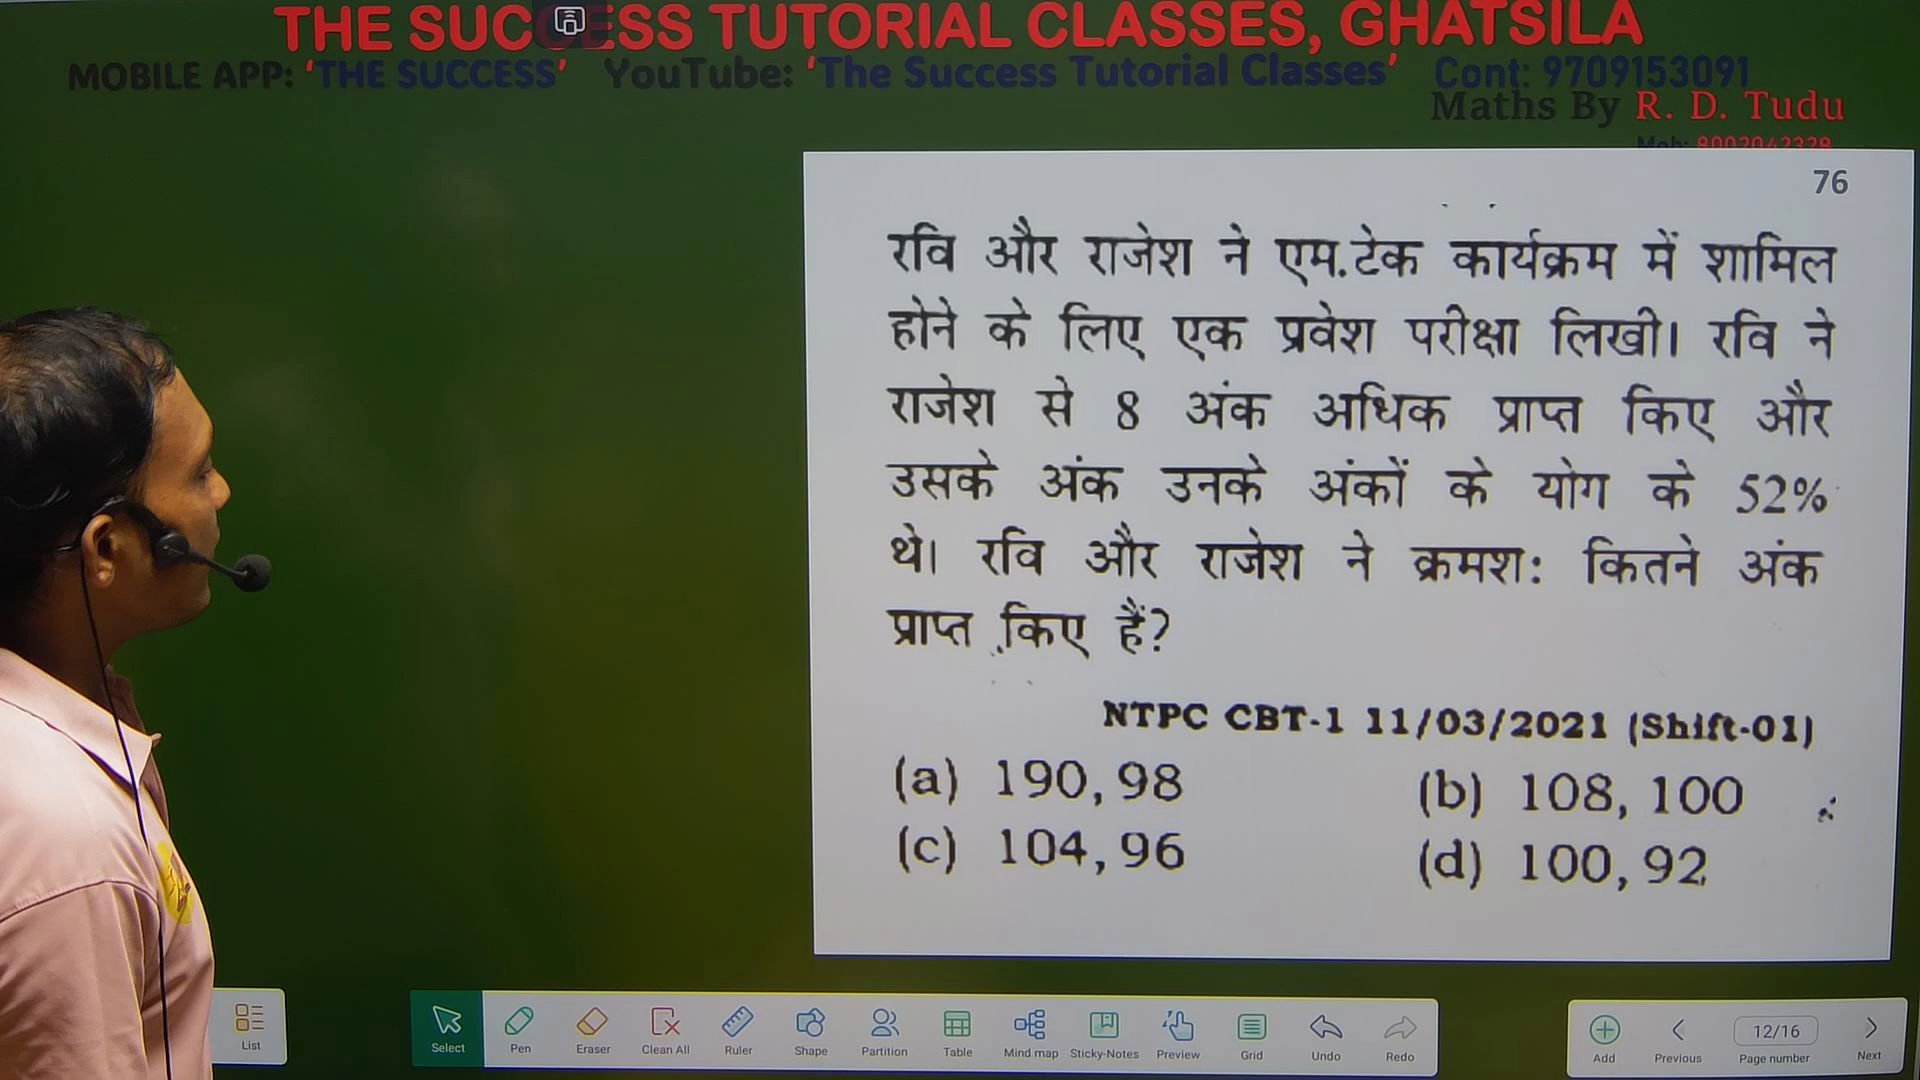 THE SUCCESS TUTORIAL CLASSES, GHATSILA
MOBILE APP: 'THE SUCCESS' YouTube: 'The Success Tutorial Classes' Cont: 9709153091
Maths By R. D. Tudu
Mob: 8002042329
76
रवि और राजेश ने एम.टेक कार्यक्रम में शामिल
होने के लिए एक प्रवेश परीक्षा लिखी। रवि ने
राजेश से 8 अंक अधिक प्राप्त किए और
उसके अंक उनके अंकों के योग के 52%
थे। रवि और राजेश ने क्रमश: कितने अंक
प्राप्त किए हैं?
NTPC CBT-1 11/03/2021 (Shift-01)
(a) 190, 98 (b) 108, 100
(c) 104, 96 (d) 100, 92
List Select Pen Eraser Clean All Ruler Shape Partition Table Mind map Sticky-Notes Preview Grid Undo Redo Add Previous 12/16 Page number Next